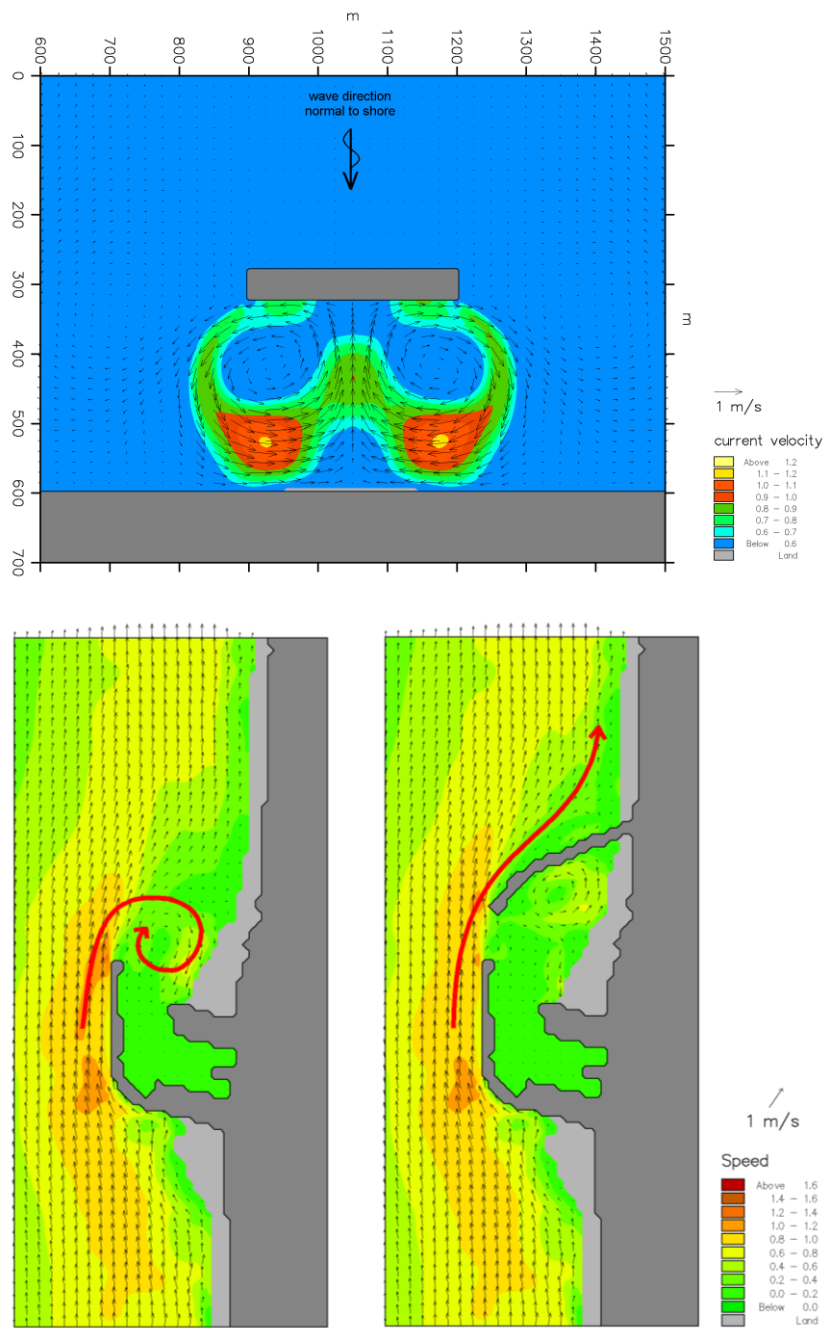 m
600 700 800 900 1000 1100 1200 1300 1400 1500
0
100
wave direction
normal to shore
200
300
m
400
500
600
700
1 m/s
current velocity
Above 1.2
1.1 - 1.2
1.0 - 1.1
0.9 - 1.0
0.8 - 0.9
0.7 - 0.8
0.6 - 0.7
Below 0.6
Land
1 m/s
Speed
Above 1.6
1.4 - 1.6
1.2 - 1.4
1.0 - 1.2
0.8 - 1.0
0.6 - 0.8
0.4 - 0.6
0.2 - 0.4
0.0 - 0.2
Below 0.0
Land